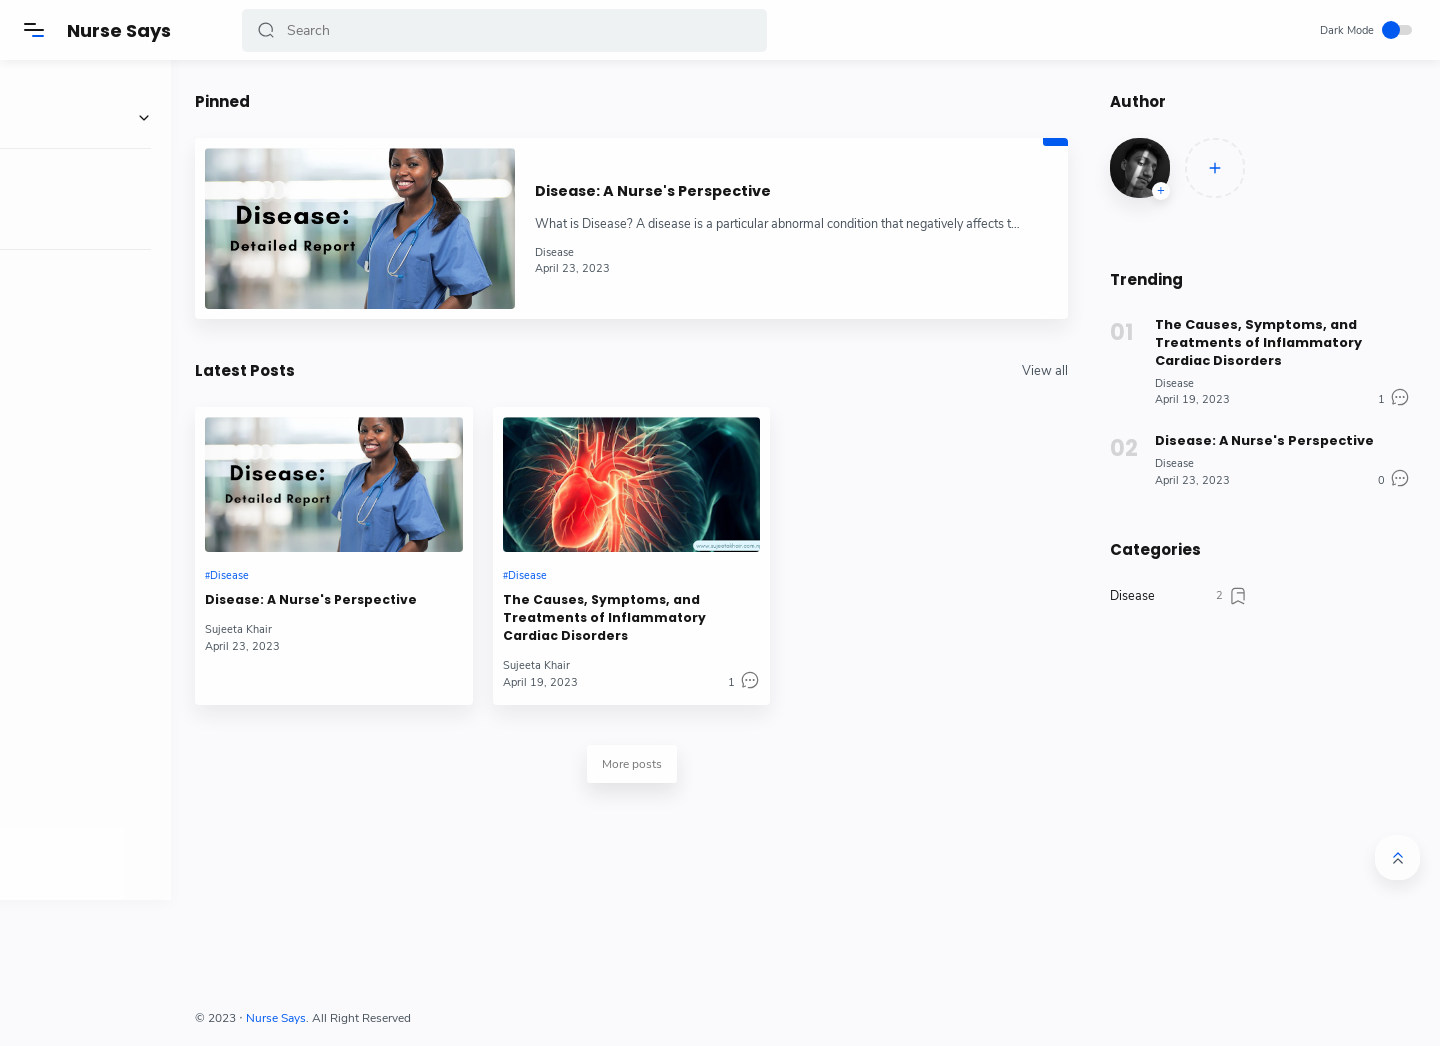 Nurse Says
Search
Dark Mode
Pinned
Disease:
Detailed Report
Disease: A Nurse's Perspective
What is Disease? A disease is a particular abnormal condition that negatively affects t...
Disease
April 23, 2023
Latest Posts
View all
Disease:
Detailed Report
#Disease
Disease: A Nurse's Perspective
Sujeeta Khair
April 23, 2023
#Disease
The Causes, Symptoms, and
Treatments of Inflammatory
Cardiac Disorders
Sujeeta Khair
April 19, 2023
1
More posts
Author
Trending
01
The Causes, Symptoms, and
Treatments of Inflammatory
Cardiac Disorders
Disease
April 19, 2023
1
02
Disease: A Nurse's Perspective
Disease
April 23, 2023
0
Categories
Disease 2
© 2023 · Nurse Says. All Right Reserved